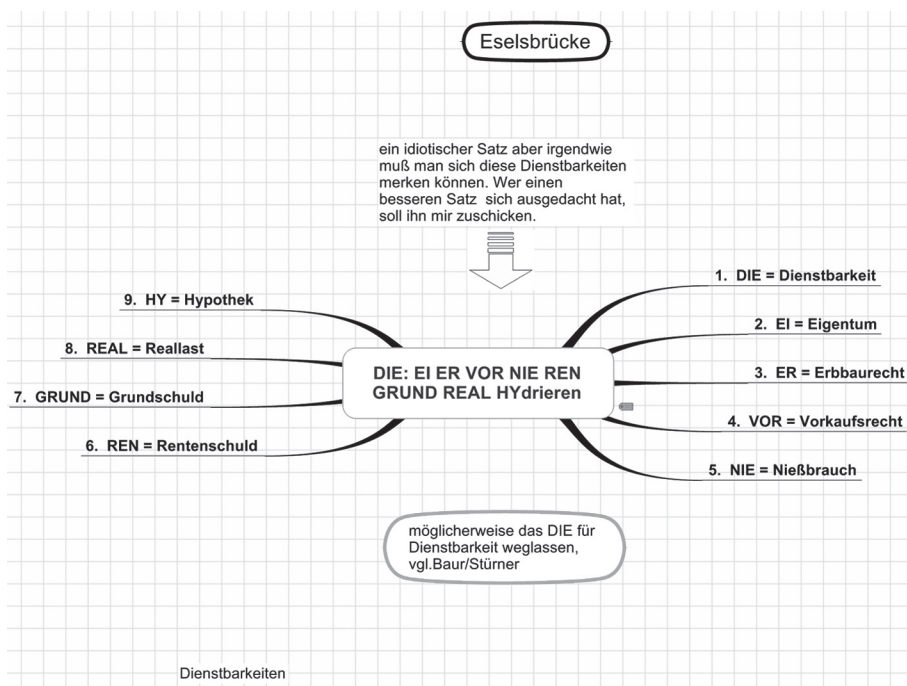 Eselsbrücke
ein idiotischer Satz aber irgendwie
muß man sich diese Dienstbarkeiten
merken können. Wer einen
besseren Satz  sich ausgedacht hat,
soll ihn mir zuschicken.
DIE: EI ER VOR NIE REN
GRUND REAL HYdrieren
1.  DIE = Dienstbarkeit
2.  EI = Eigentum
3.  ER = Erbbaurecht
4.  VOR = Vorkaufsrecht
5.  NIE = Nießbrauch
6.  REN = Rentenschuld
7.  GRUND = Grundschuld
8.  REAL = Reallast
9.  HY = Hypothek
möglicherweise das DIE für
Dienstbarkeit weglassen,
vgl.Baur/Stürner
Dienstbarkeiten